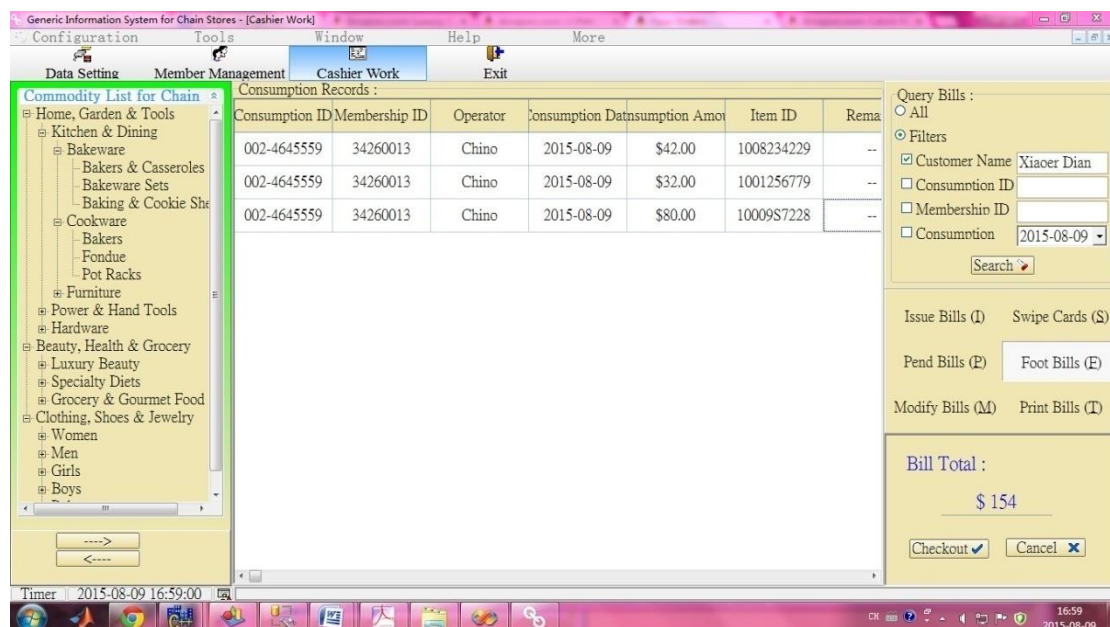 Generic Information System for Chain Stores - [Cashier Work]
Configuration Tools Window Help More
Data Setting Member Management Cashier Work Exit
Commodity List for Chain
Home, Garden & Tools
Kitchen & Dining
Bakeware
Bakers & Casseroles
Bakeware Sets
Baking & Cookie She
Cookware
Bakers
Fondue
Pot Racks
Furniture
Power & Hand Tools
Hardware
Beauty, Health & Grocery
Luxury Beauty
Specialty Diets
Grocery & Gourmet Food
Clothing, Shoes & Jewelry
Women
Men
Girls
Boys
---->
<----
Consumption Records :
Consumption ID Membership ID Operator Consumption Dat nsumption Amou Item ID Rema
002-4645559 34260013 Chino 2015-08-09 $42.00 1008234229 --
002-4645559 34260013 Chino 2015-08-09 $32.00 1001256779 --
002-4645559 34260013 Chino 2015-08-09 $80.00 10009S7228 --
Query Bills :
All
Filters
Customer Name Xiaoer Dian
Consumption ID
Membership ID
Consumption 2015-08-09
Search
Issue Bills (I) Swipe Cards (S)
Pend Bills (P) Foot Bills (F)
Modify Bills (M) Print Bills (T)
Bill Total :
$ 154
Checkout Cancel
Timer 2015-08-09 16:59:00
CH 16:59
2015-08-09